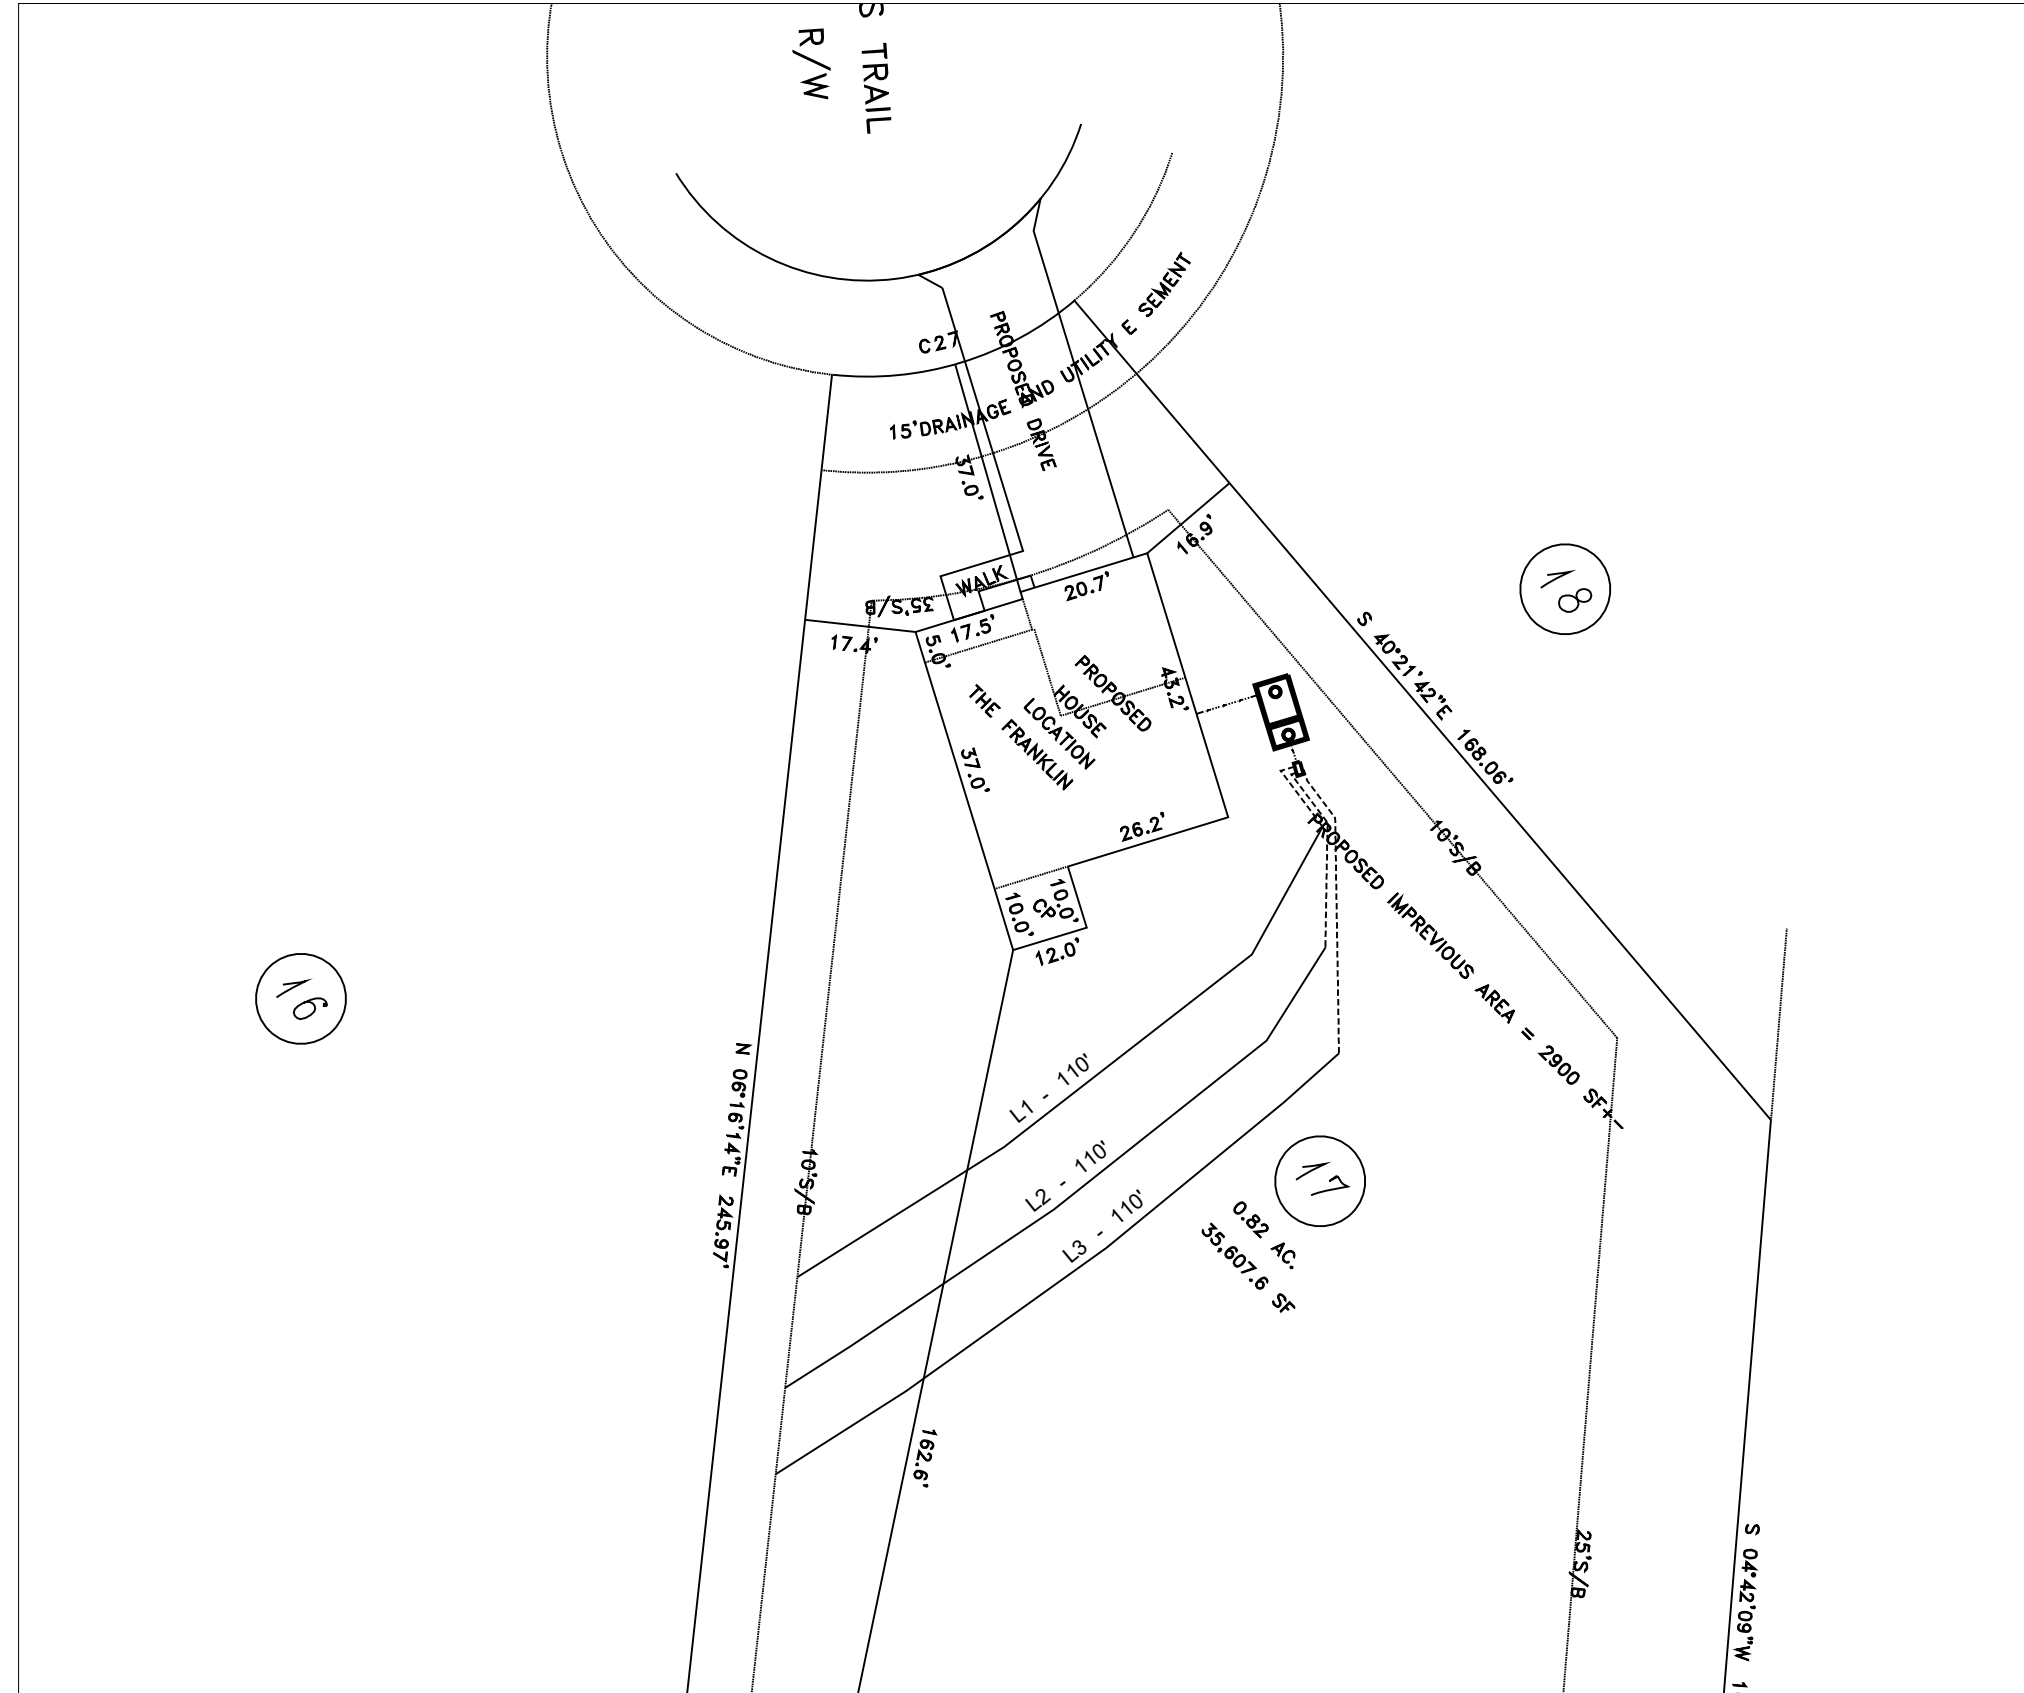 S TRAIL
R/W
C27
PROPOSED DRIVE
15'DRAINAGE AND UTILITY E SEMENT
37.0'
16.9'
WALK
35'S/B
20.7'
17.5'
17.4'
5.0'
18
S 40°21'42"E 168.06'
43.2'
PROPOSED
HOUSE
LOCATION
THE FRANKLIN
37.0'
26.2'
10'S/B
PROPOSED IMPREVIOUS AREA = 2900 SF+-
10.0'
CP
10.0'
12.0'
16
N 06°16'14"E 245.97'
10'S/B
L1 - 110'
L2 - 110'
L3 - 110'
17
0.82 AC.
35,607.6 SF
162.6'
25'S/B
S 04°42'09"W 1